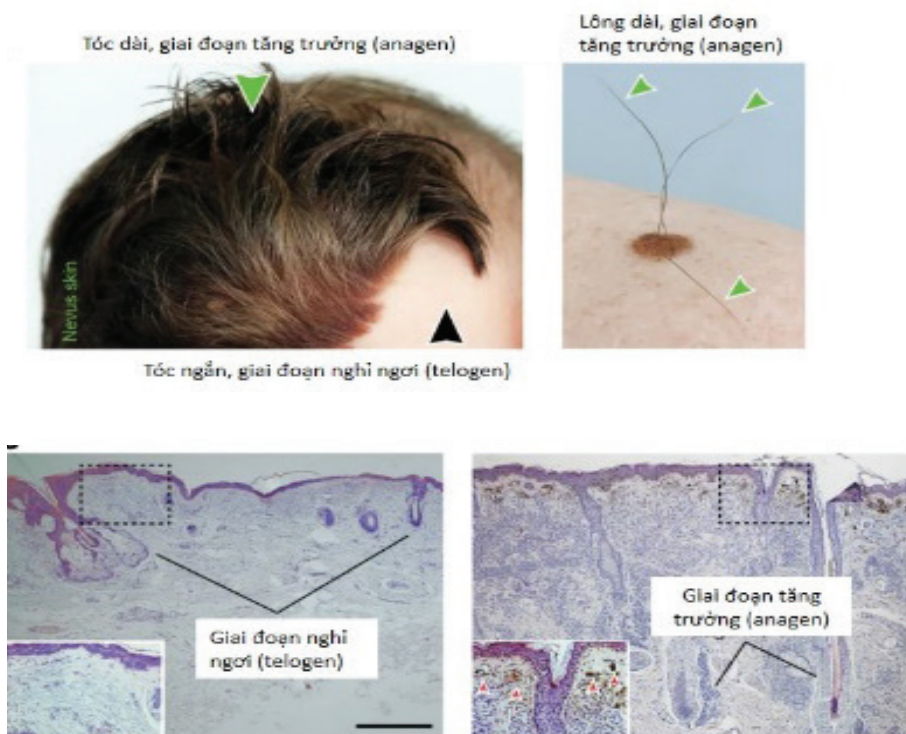 Tóc dài, giai đoạn tăng trưởng (anagen)
Lông dài, giai đoạn
tăng trưởng (anagen)
Nevus skin
Tóc ngắn, giai đoạn nghỉ ngơi (telogen)
Giai đoạn nghỉ
ngơi (telogen)
Giai đoạn tăng
trưởng (anagen)